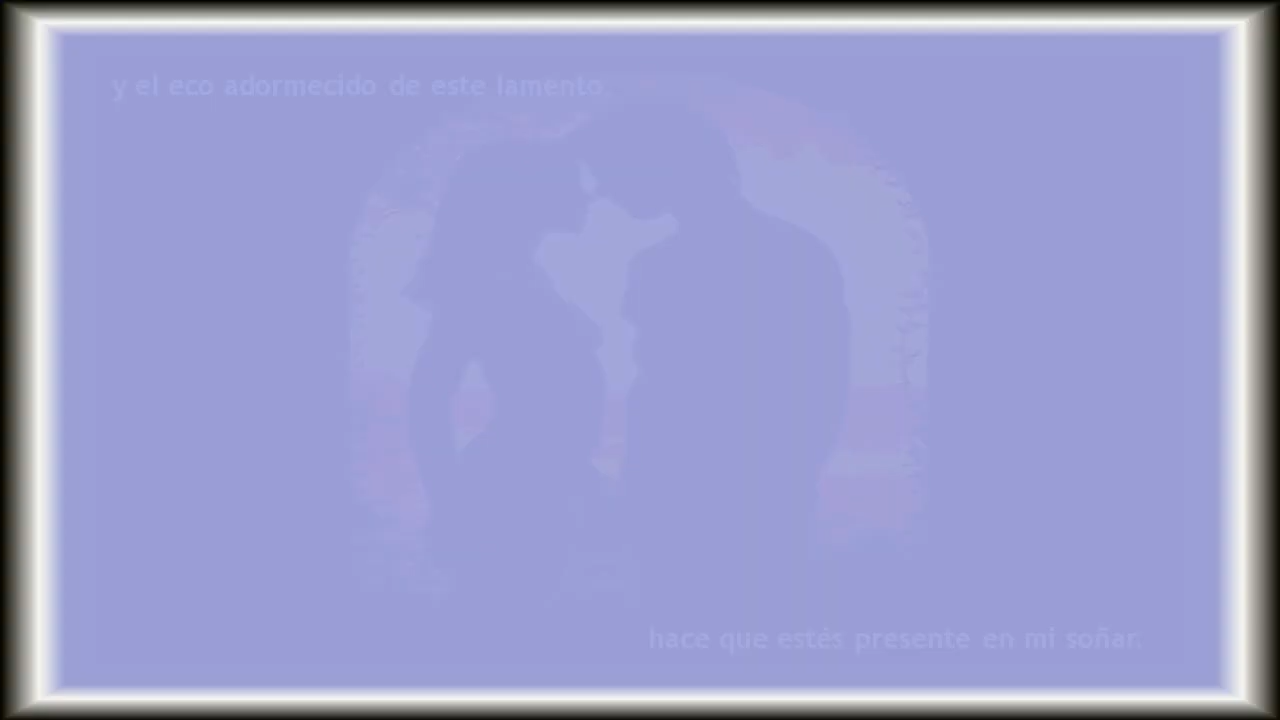 y el eco adormecido de este lamento
hace que estés presente en mi soñar.